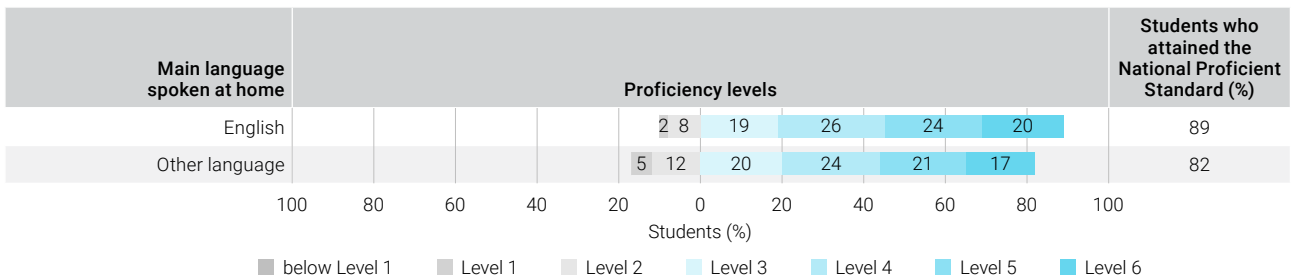 Main language
spoken at home
Proficiency levels
Students who
attained the
National Proficient
Standard (%)
English 2 8 19 26 24 20 89
Other language 5 12 20 24 21 17 82
100 80 60 40 20 0 20 40 60 80 100
Students (%)
below Level 1 Level 1 Level 2 Level 3 Level 4 Level 5 Level 6